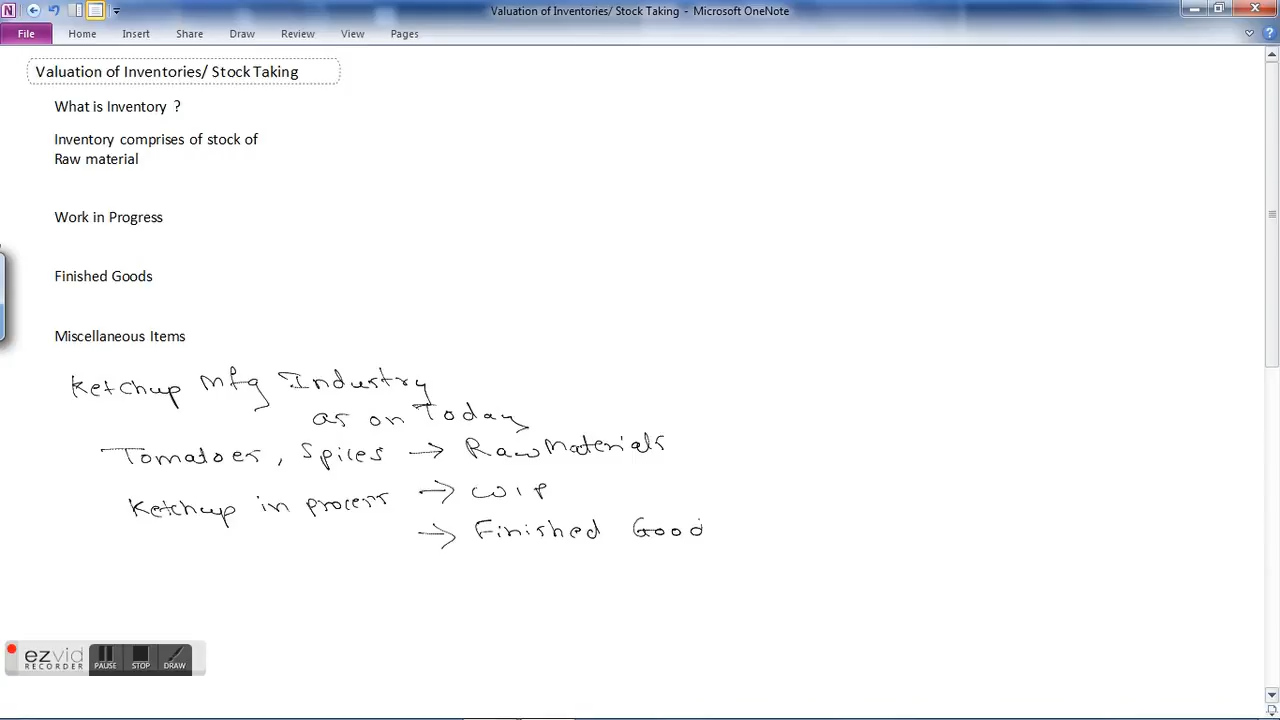 Valuation of Inventories/ Stock Taking - Microsoft OneNote
File Home Insert Share Draw Review View Pages
Valuation of Inventories/ Stock Taking
What is Inventory ?
Inventory comprises of stock of
Raw material
Work in Progress
Finished Goods
Miscellaneous Items
Ketchup Mfg Industry
as on Today
Tomatoes, Spices → Raw Materials
Ketchup in process → WIP
→ Finished Good
ezvid
RECORDER
PAUSE STOP DRAW